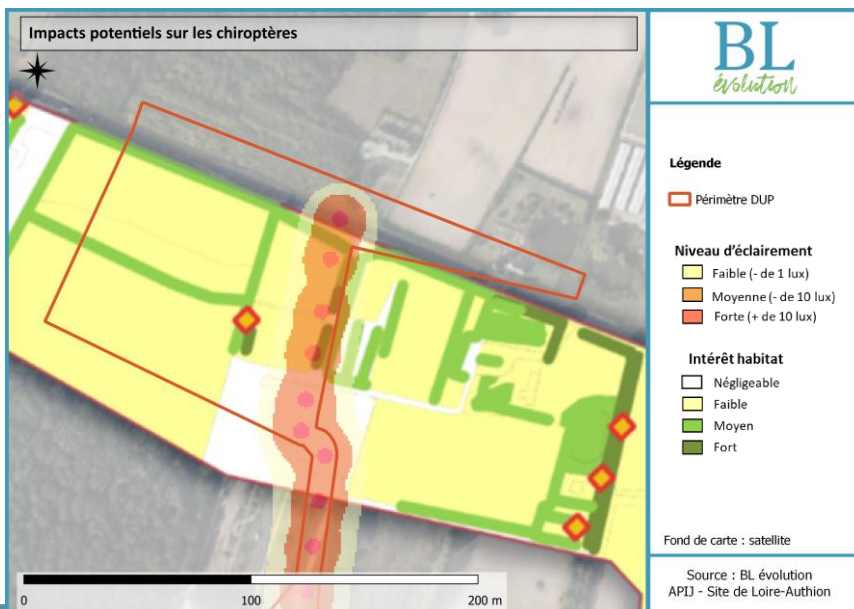 Impacts potentiels sur les chiroptères
BL
évolution
Légende
Périmètre DUP
Niveau d'éclairement
Faible (- de 1 lux)
Moyenne (- de 10 lux)
Forte (+ de 10 lux)
Intérêt habitat
Négligeable
Faible
Moyen
Fort
Fond de carte : satellite
Source : BL évolution
APIJ - Site de Loire-Authion
0 100 200 m